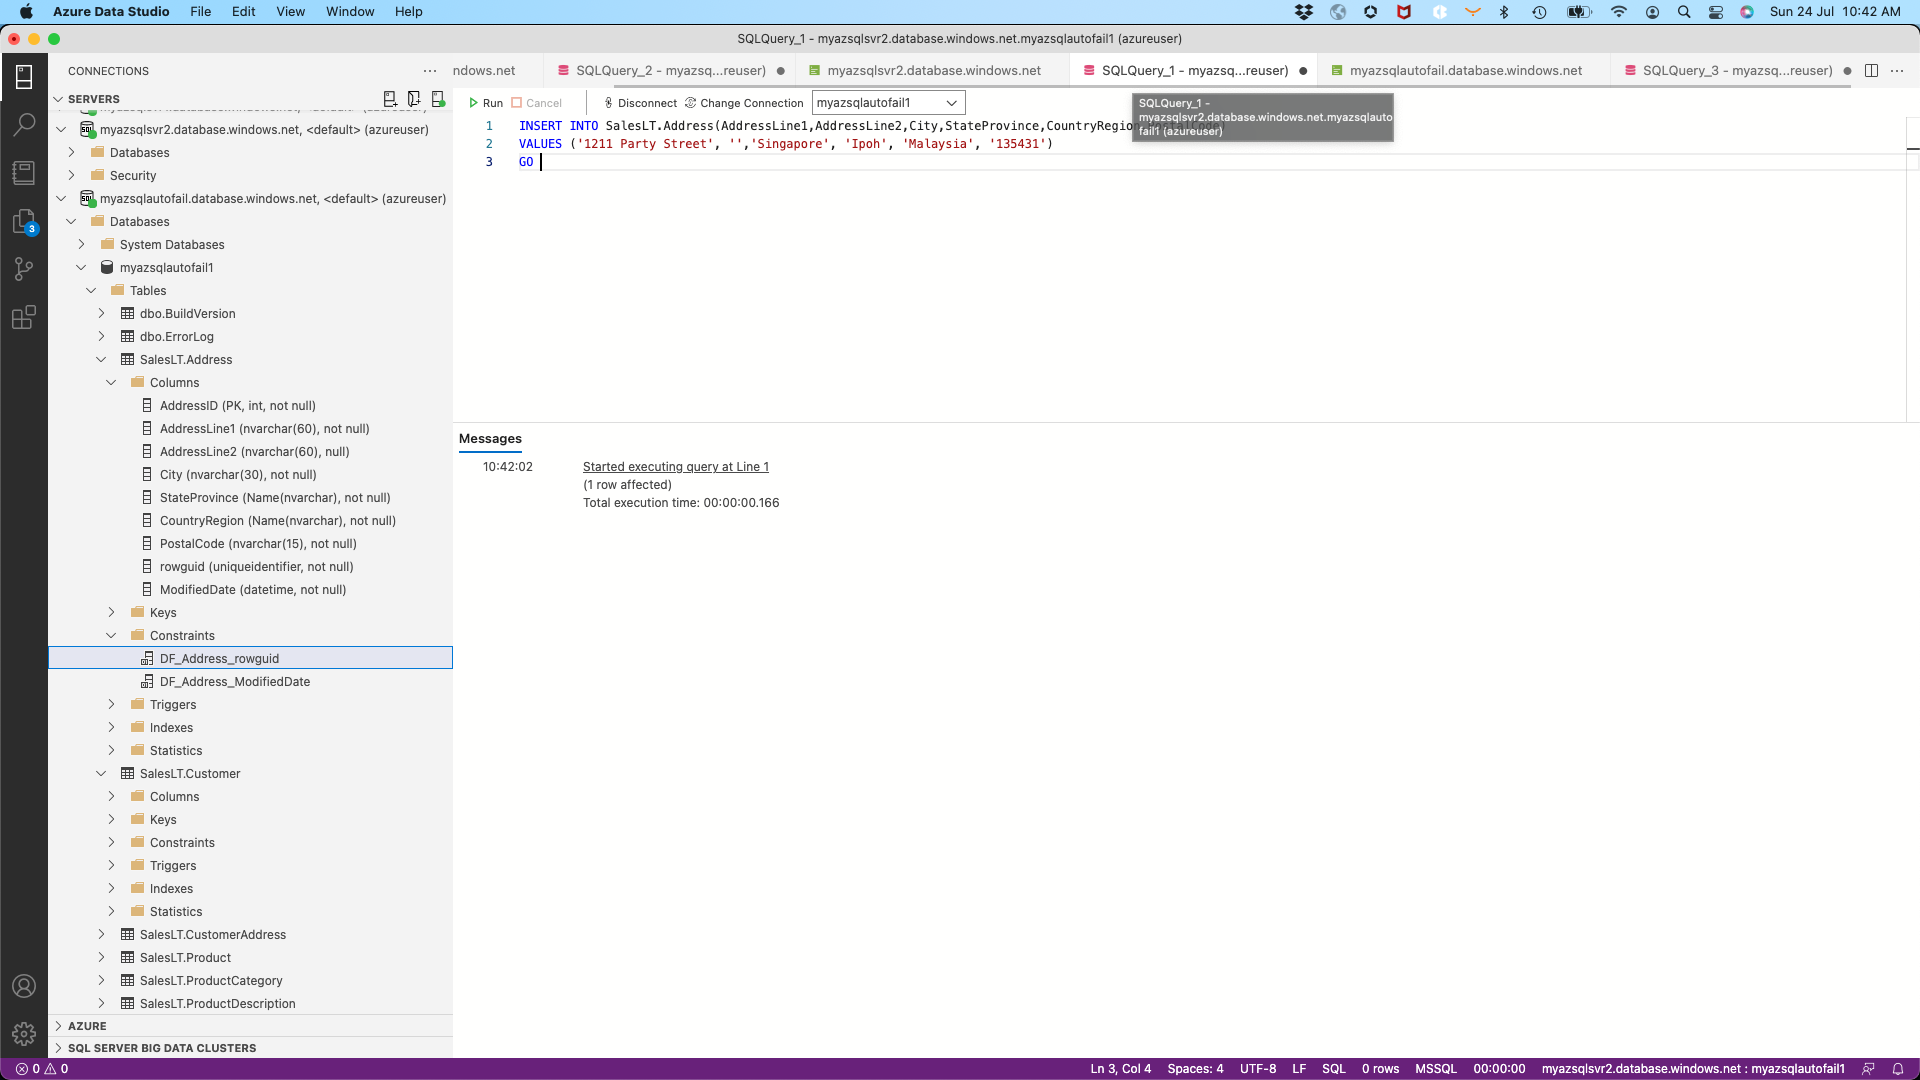 Azure Data Studio File Edit View Window Help Sun 24 Jul 10:42 AM
SQLQuery_1 - myazsqlsvr2.database.windows.net.myazsqlautofail1 (azureuser)
CONNECTIONS
SERVERS
myazsqlsvr2.database.windows.net, <default> (azureuser)
Databases
Security
myazsqlautofail.database.windows.net, <default> (azureuser)
Databases
System Databases
myazsqlautofail1
Tables
dbo.BuildVersion
dbo.ErrorLog
SalesLT.Address
Columns
AddressID (PK, int, not null)
AddressLine1 (nvarchar(60), not null)
AddressLine2 (nvarchar(60), null)
City (nvarchar(30), not null)
StateProvince (Name(nvarchar), not null)
CountryRegion (Name(nvarchar), not null)
PostalCode (nvarchar(15), not null)
rowguid (uniqueidentifier, not null)
ModifiedDate (datetime, not null)
Keys
Constraints
DF_Address_rowguid
DF_Address_ModifiedDate
Triggers
Indexes
Statistics
SalesLT.Customer
Columns
Keys
Constraints
Triggers
Indexes
Statistics
SalesLT.CustomerAddress
SalesLT.Product
SalesLT.ProductCategory
SalesLT.ProductDescription
AZURE
SQL SERVER BIG DATA CLUSTERS
3
ndows.net SQLQuery_2 - myazsq...reuser) myazsqlsvr2.database.windows.net SQLQuery_1 - myazsq...reuser) myazsqlautofail.database.windows.net SQLQuery_3 - myazsq...reuser)
Run Cancel Disconnect Change Connection myazsqlautofail1
SQLQuery_1 -
myazsqlsvr2.database.windows.net.myazsqlauto
fail1 (azureuser)
1 INSERT INTO SalesLT.Address(AddressLine1,AddressLine2,City,StateProvince,CountryRegion,PostalCode)
2 VALUES ('1211 Party Street', '','Singapore', 'Ipoh', 'Malaysia', '135431')
3 GO
Messages
10:42:02 Started executing query at Line 1
(1 row affected)
Total execution time: 00:00:00.166
0 0 Ln 3, Col 4 Spaces: 4 UTF-8 LF SQL 0 rows MSSQL 00:00:00 myazsqlsvr2.database.windows.net : myazsqlautofail1